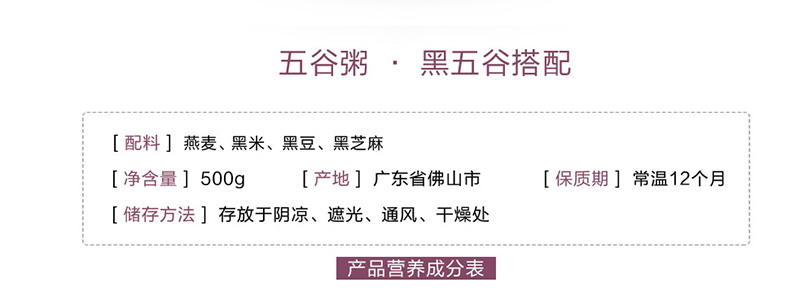 五谷粥 · 黑五谷搭配
[ 配料 ] 燕麦、黑米、黑豆、黑芝麻
[ 净含量 ] 500g [ 产地 ] 广东省佛山市 [ 保质期 ] 常温12个月
[ 储存方法 ] 存放于阴凉、遮光、通风、干燥处
产品营养成分表